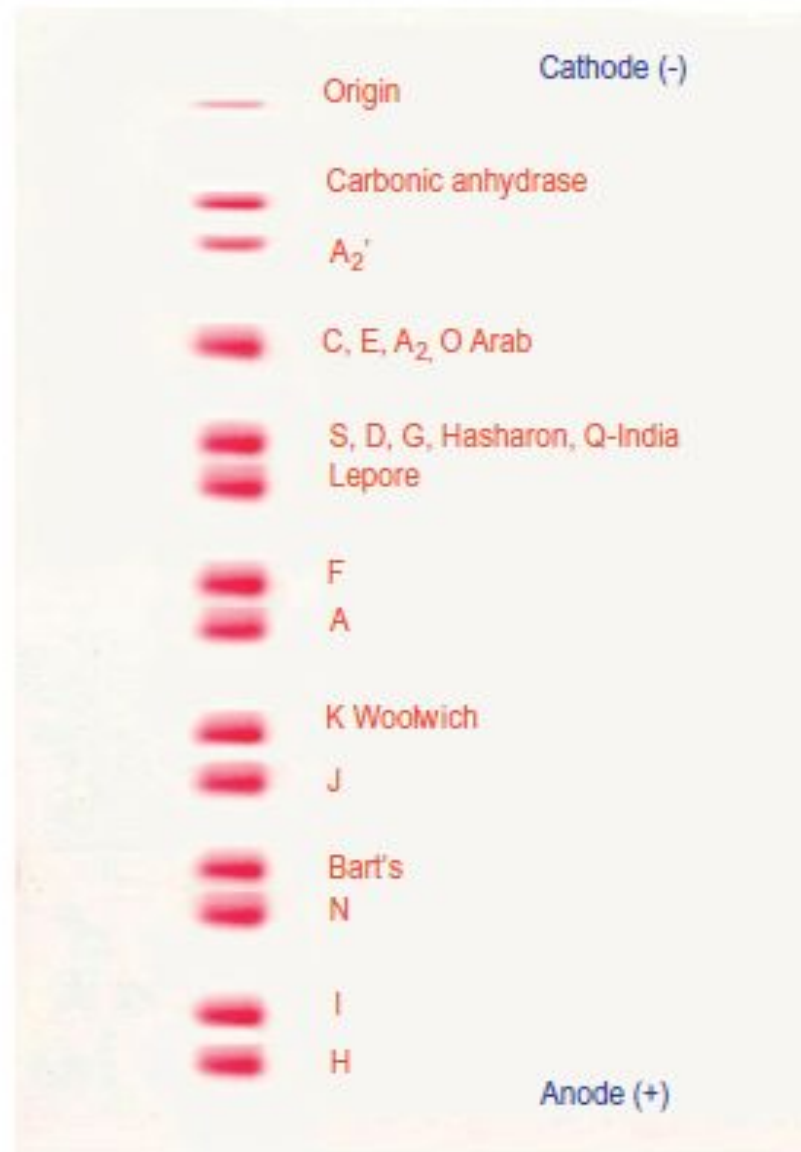 Cathode (-)
Origin
Carbonic anhydrase
A₂'
C, E, A₂, O Arab
S, D, G, Hasharon, Q-India
Lepore
F
A
K Woolwich
J
Bart's
N
I
H
Anode (+)